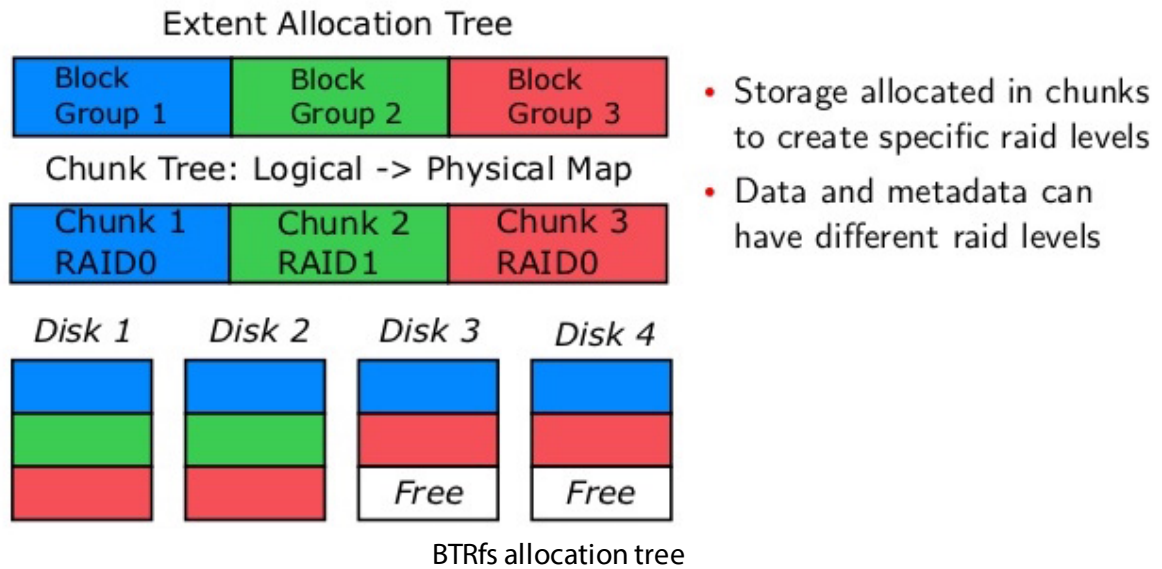 Extent Allocation Tree
Block Group 1
Block Group 2
Block Group 3
Chunk Tree: Logical -> Physical Map
Chunk 1 RAID0
Chunk 2 RAID1
Chunk 3 RAID0
Disk 1
Disk 2
Disk 3
Disk 4
Free
Free
• Storage allocated in chunks
to create specific raid levels
• Data and metadata can
have different raid levels
BTRfs allocation tree